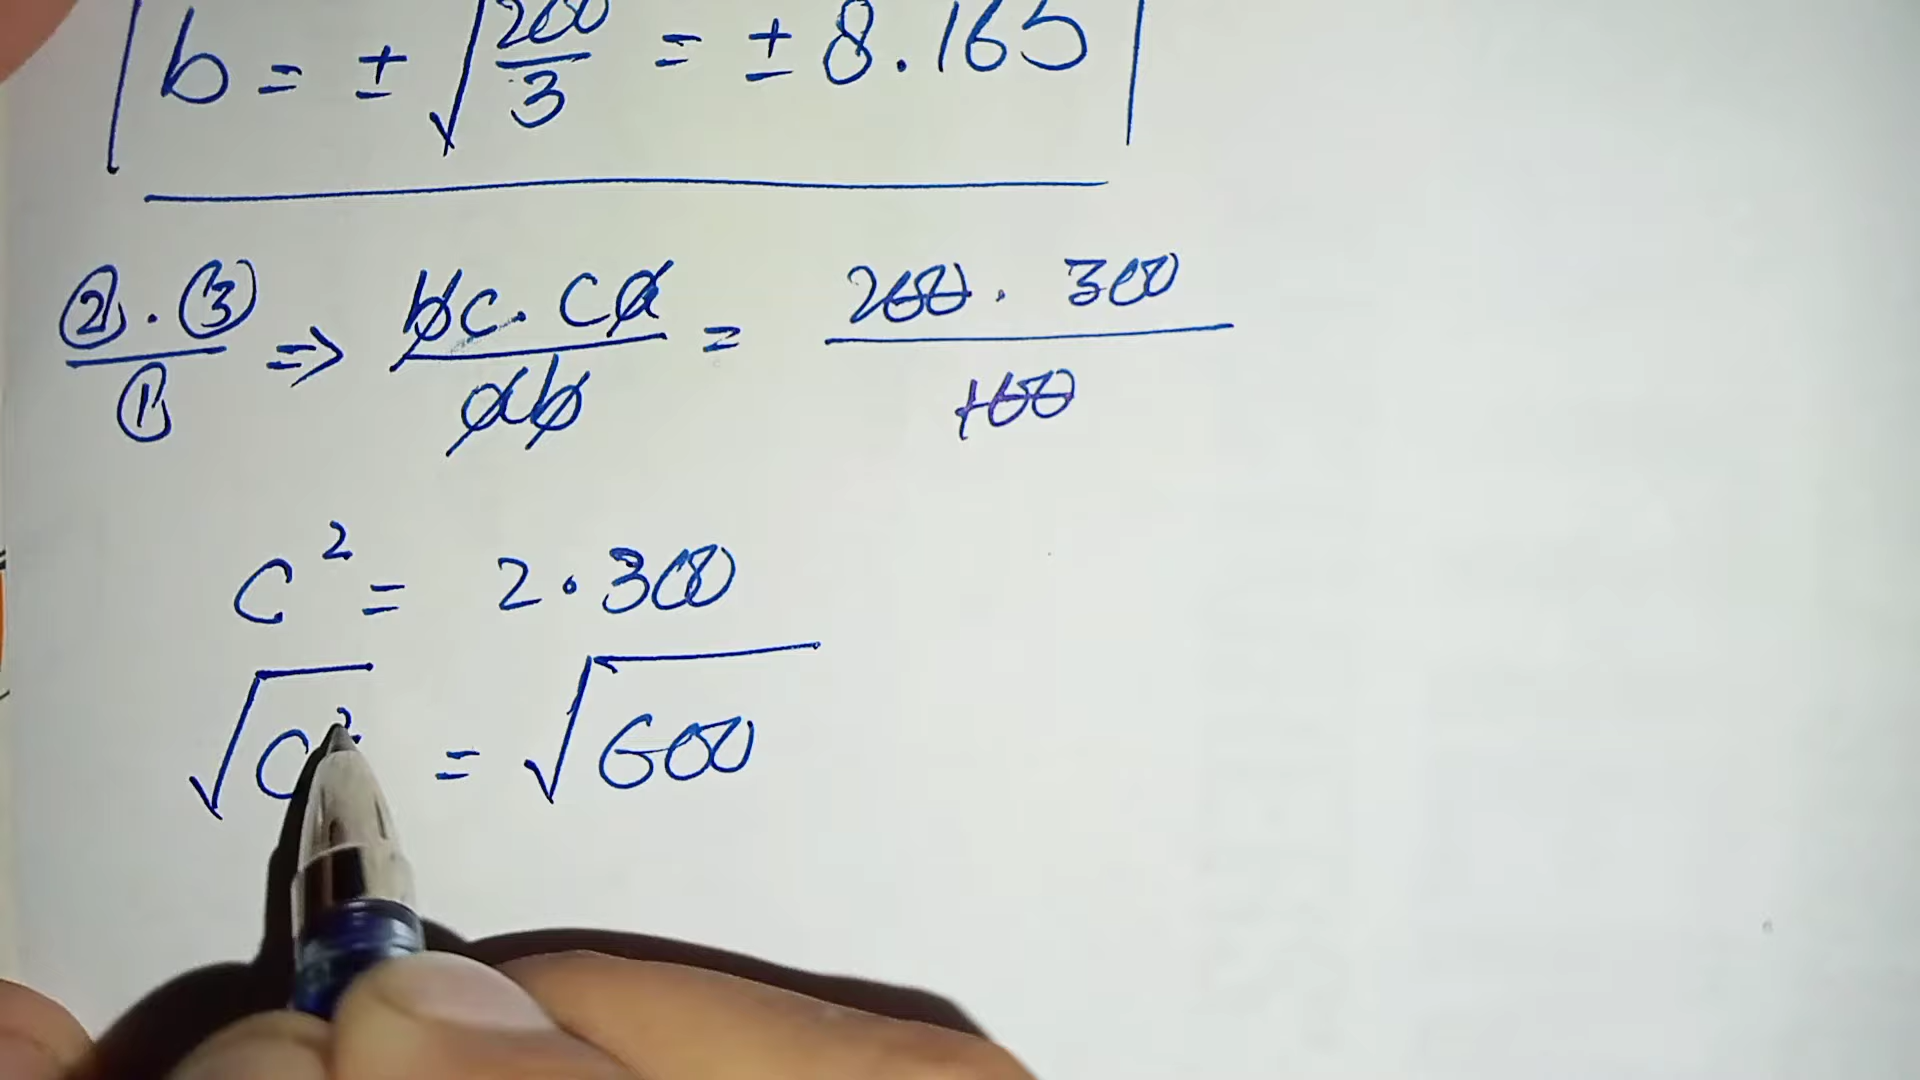 b = ± √200/3 = ± 8.165
②.③/① ⇒ bc.ca/ab = 200.300/100
c² = 2·300
√c² = √600